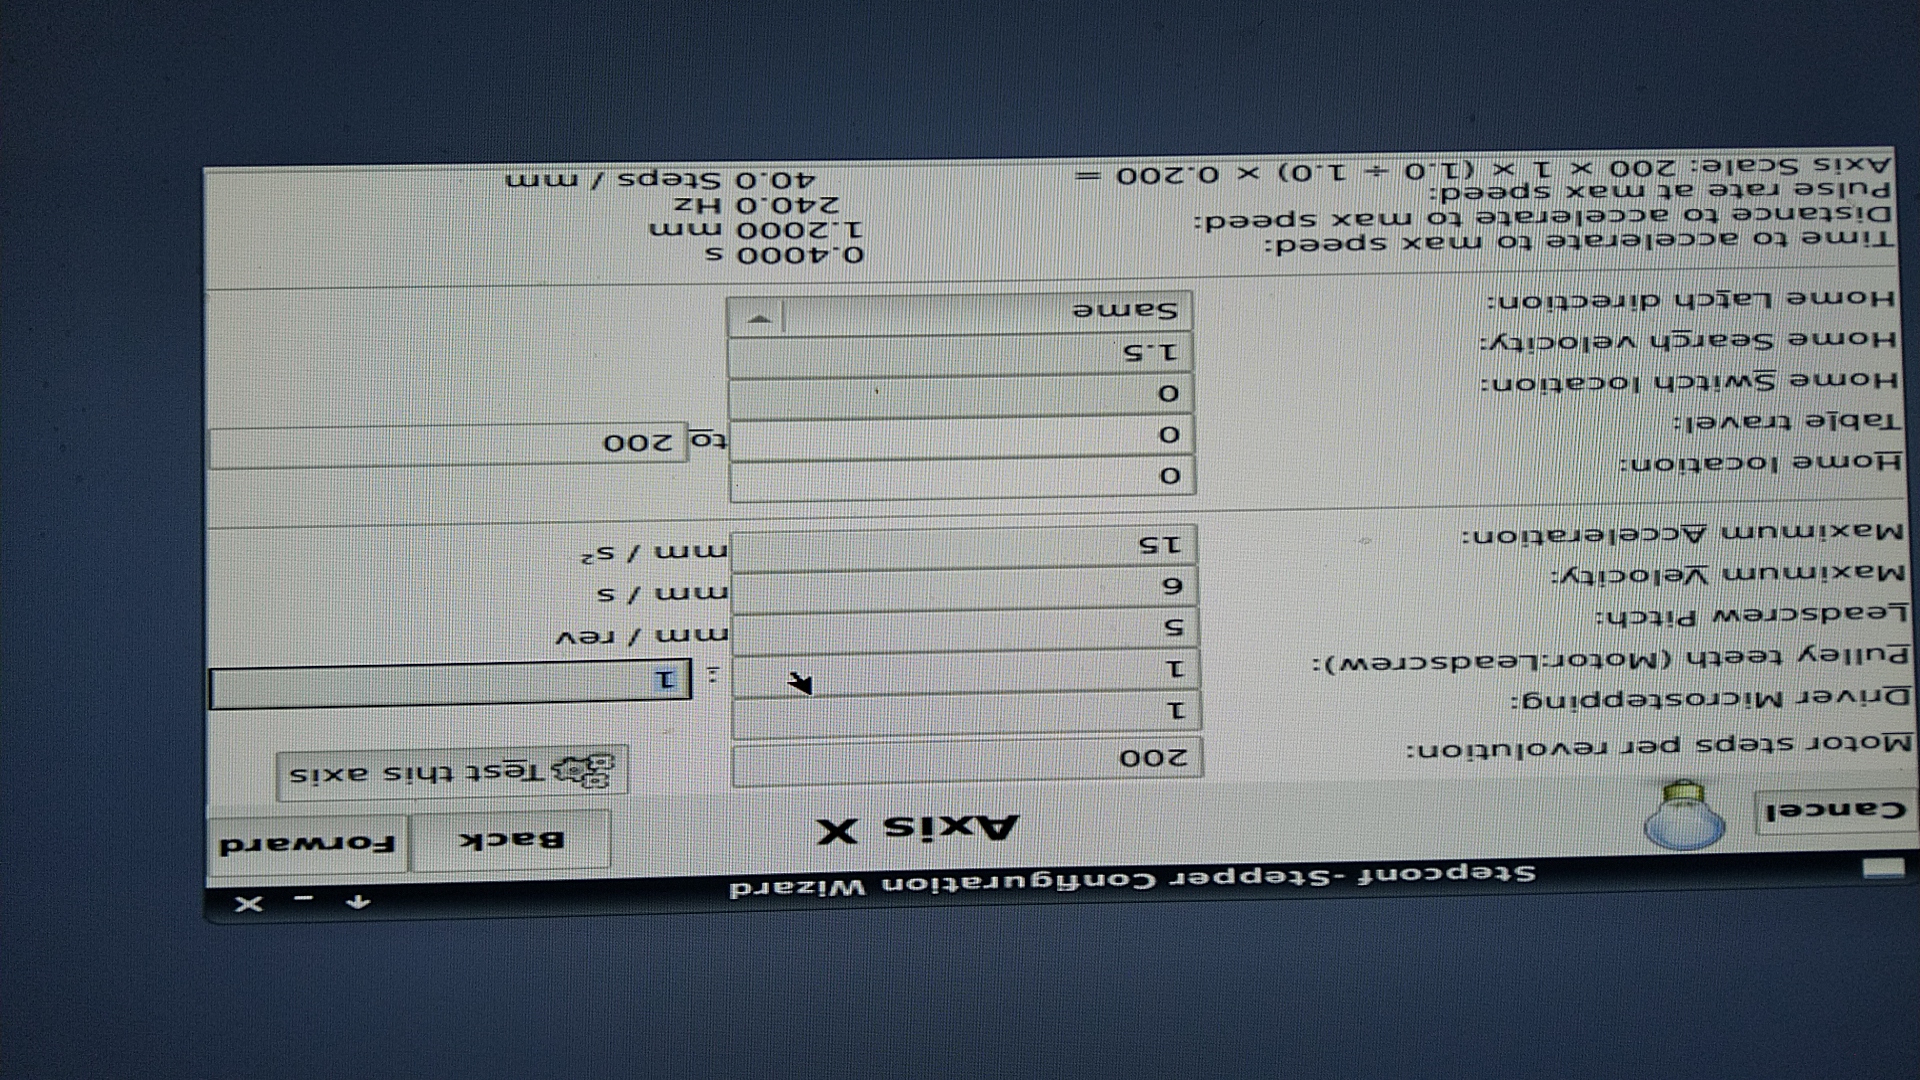 Stepconf -Stepper Configuration Wizard
Cancel
Axis X
Back
Forward
Motor steps per revolution: 200
Test this axis
Driver Microstepping: 1
Pulley teeth (Motor:Leadscrew): 1 : 1
Leadscrew Pitch: 5 mm / rev
Maximum Velocity: 6 mm / s
Maximum Acceleration: 15 mm / s²
Home location: 0
Table travel: 0 to 200
Home Switch location: 0
Home Search velocity: 1.5
Home Latch direction: Same
Time to accelerate to max speed: 0.4000 s
Distance to accelerate to max speed: 1.2000 mm
Pulse rate at max speed: 240.0 Hz
Axis Scale: 200 × 1 × (1.0 ÷ 1.0) × 0.200 = 40.0 Steps / mm